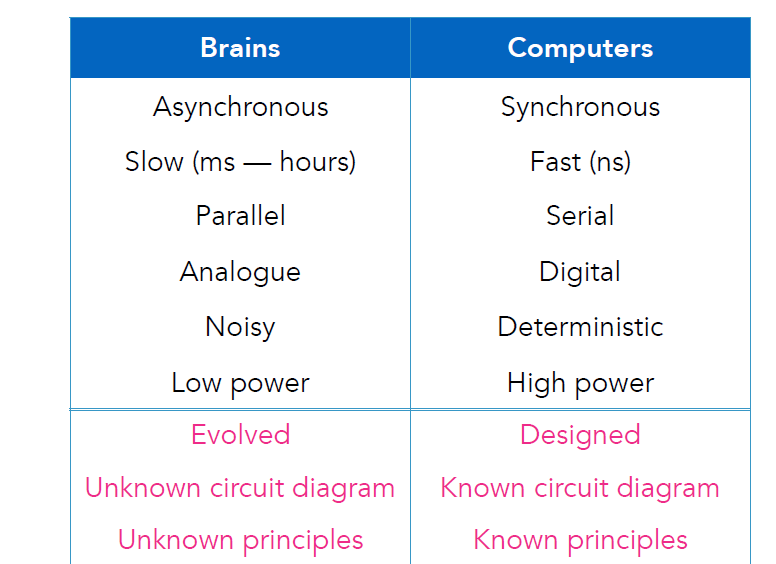 Brains Computers
Asynchronous Synchronous
Slow (ms — hours) Fast (ns)
Parallel Serial
Analogue Digital
Noisy Deterministic
Low power High power
Evolved Designed
Unknown circuit diagram Known circuit diagram
Unknown principles Known principles